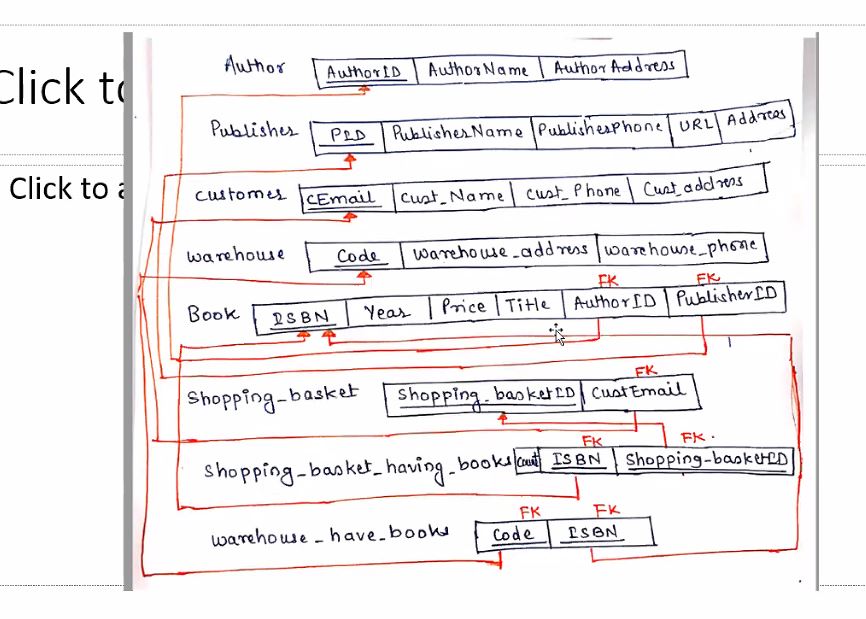 Click to
Click to a
Author AuthorID AuthorName AuthorAddress
Publisher PID PublisherName PublisherPhone URL Address
customer CEmail Cust_Name Cust_Phone Cust_address
warehouse Code warehouse_address warehouse_phone
FK FK
Book ISBN Year Price Title AuthorID PublisherID
FK
Shopping_basket Shopping_basketID CustEmail
FK FK
Shopping_basket_having_books Count ISBN Shopping-basketID
FK FK
warehouse_have_books Code ISBN